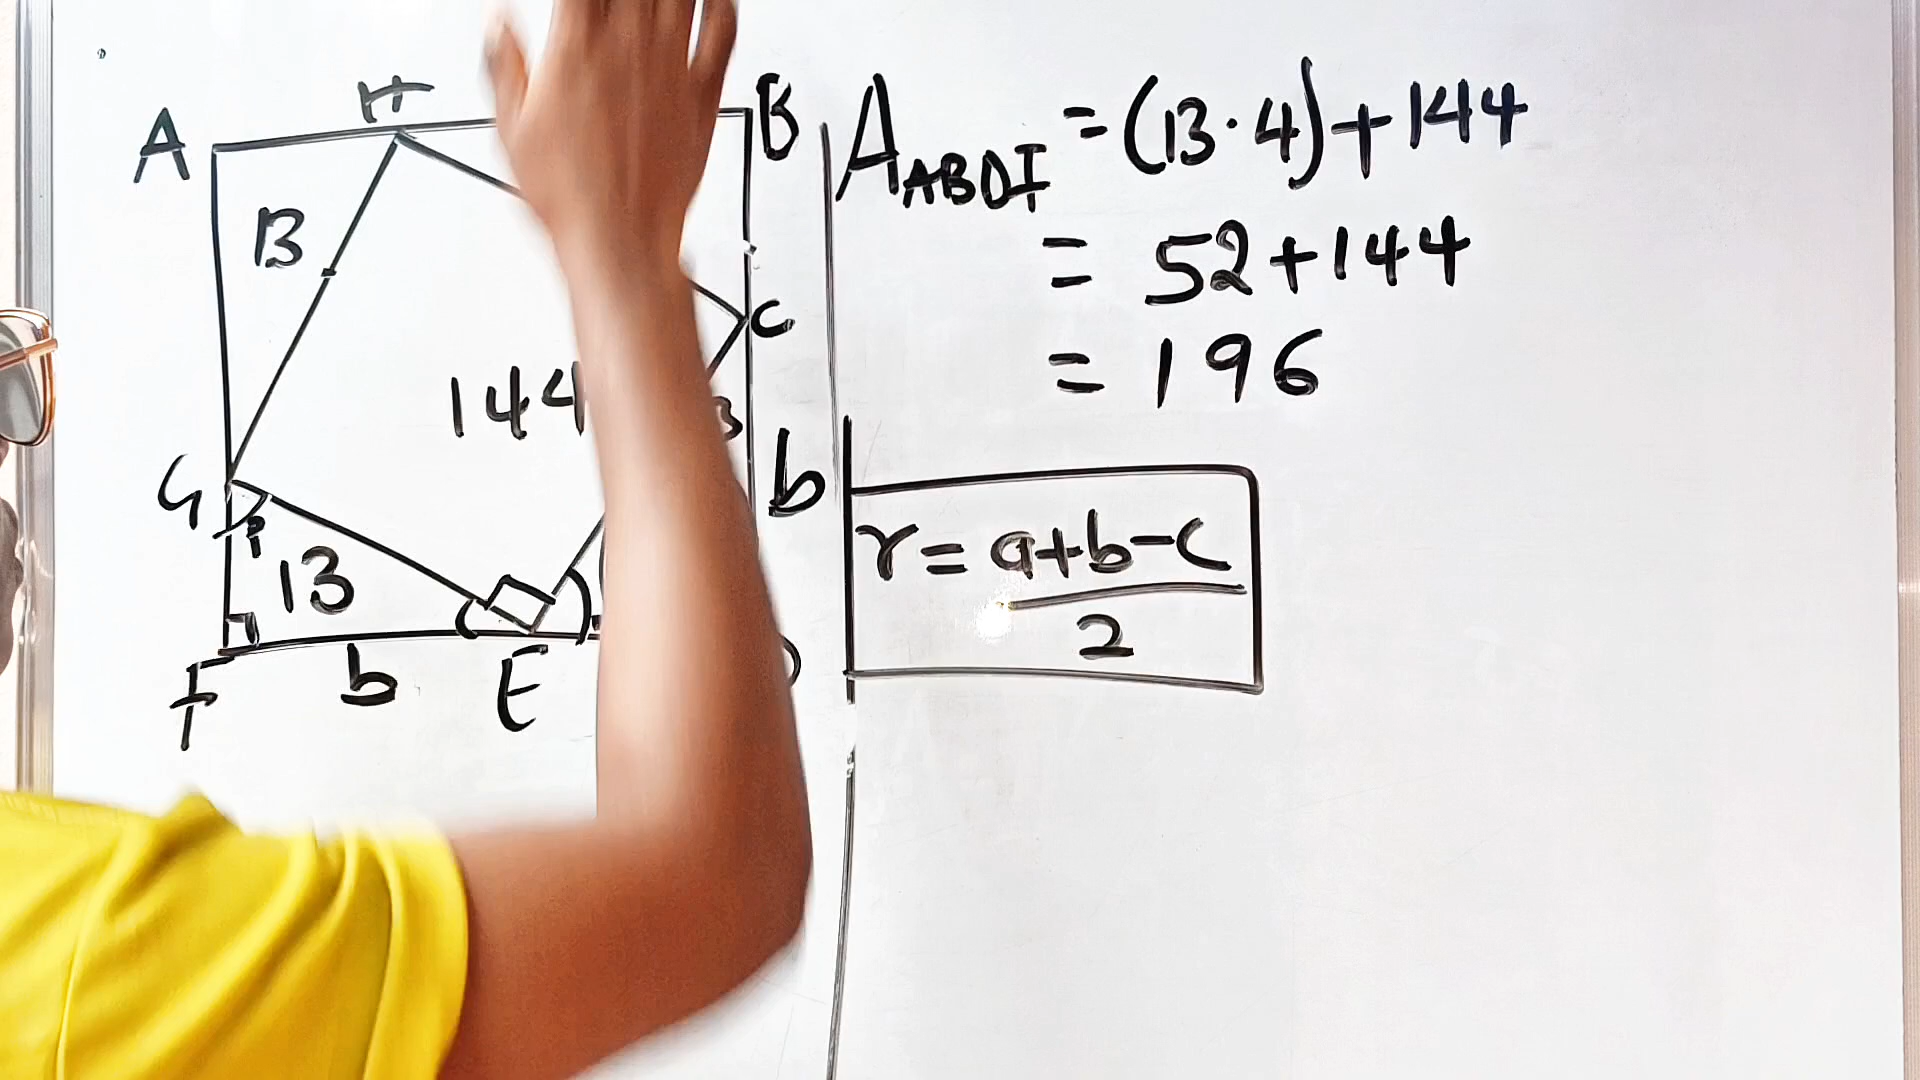 H
A
B
13
C
144
b
G
13
F
b
E
A_ABDF = (13·4)+144
= 52+144
= 196
r = a+b-c
2